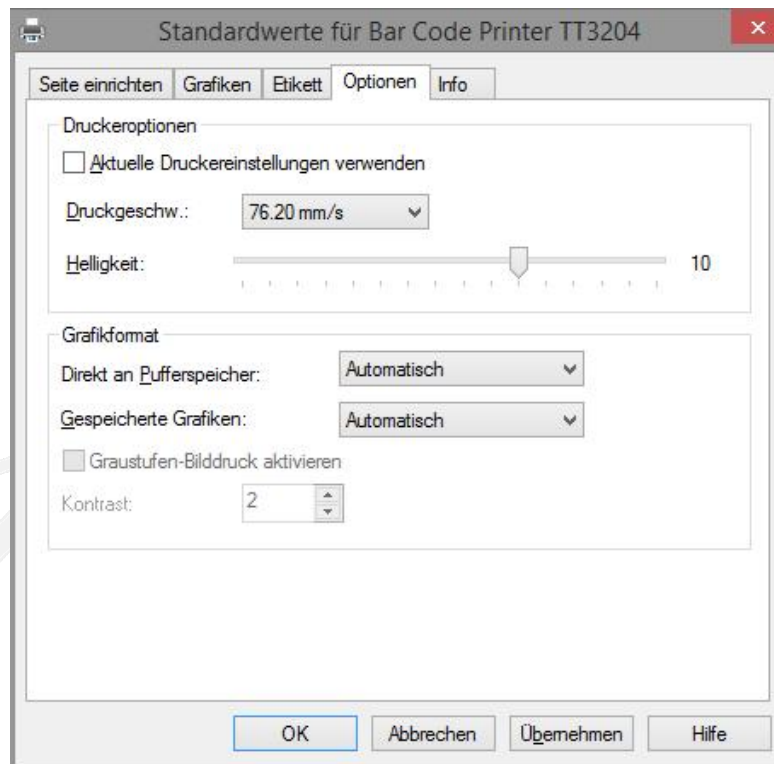 Standardwerte für Bar Code Printer TT3204
Seite einrichten Grafiken Etikett Optionen Info
Druckeroptionen
Aktuelle Druckereinstellungen verwenden
Druckgeschw.: 76.20 mm/s
Helligkeit: 10
Grafikformat
Direkt an Pufferspeicher: Automatisch
Gespeicherte Grafiken: Automatisch
Graustufen-Bilddruck aktivieren
Kontrast: 2
OK Abbrechen Übernehmen Hilfe